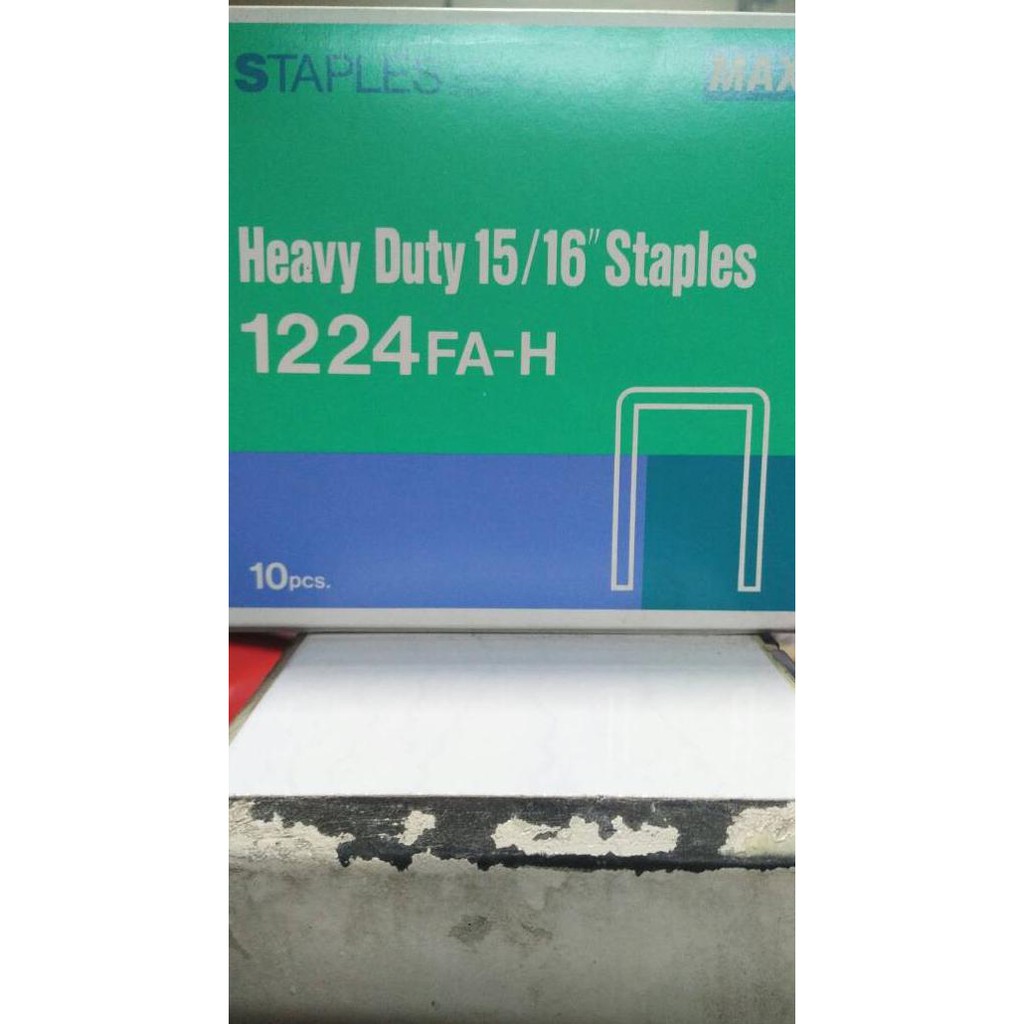 STAPLES
MAX
Heavy Duty 15/16" Staples
1224FA-H
10pcs.